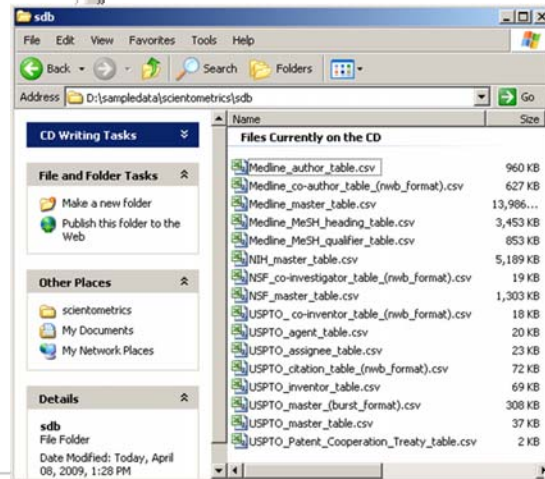 sdb
File Edit View Favorites Tools Help
Back Search Folders
Address D:\sampledata\scientometrics\sdb Go
CD Writing Tasks
File and Folder Tasks
Make a new folder
Publish this folder to the
Web
Other Places
scientometrics
My Documents
My Network Places
Details
sdb
File Folder
Date Modified: Today, April
08, 2009, 1:28 PM
Name Size
Files Currently on the CD
Medline_author_table.csv 960 KB
Medline_co-author_table_(nwb_format).csv 627 KB
Medline_master_table.csv 13,986...
Medline_MeSH_heading_table.csv 3,453 KB
Medline_MeSH_qualifier_table.csv 853 KB
NIH_master_table.csv 5,189 KB
NSF_co-investigator_table_(nwb_format).csv 19 KB
NSF_master_table.csv 1,303 KB
USPTO_ co-inventor_table_(nwb_format).csv 18 KB
USPTO_agent_table.csv 20 KB
USPTO_assignee_table.csv 23 KB
USPTO_citation_table_(nwb_format).csv 72 KB
USPTO_inventor_table.csv 69 KB
USPTO_master_(burst_format).csv 308 KB
USPTO_master_table.csv 37 KB
USPTO_Patent_Cooperation_Treaty_table.csv 2 KB